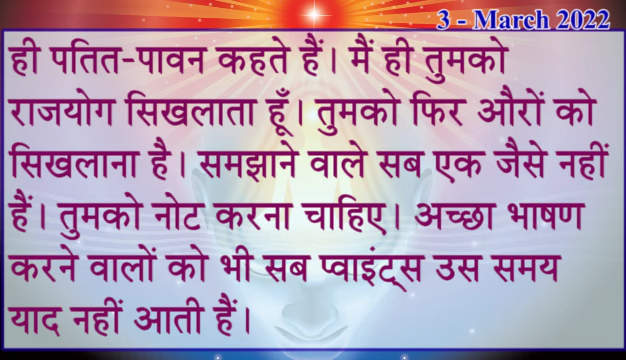 3 - March 2022
ही पतित-पावन कहते हैं। मैं ही तुमको
राजयोग सिखलाता हूँ। तुमको फिर औरों को
सिखलाना है। समझाने वाले सब एक जैसे नहीं
हैं। तुमको नोट करना चाहिए। अच्छा भाषण
करने वालों को भी सब प्वाइंट्स उस समय
याद नहीं आती हैं।